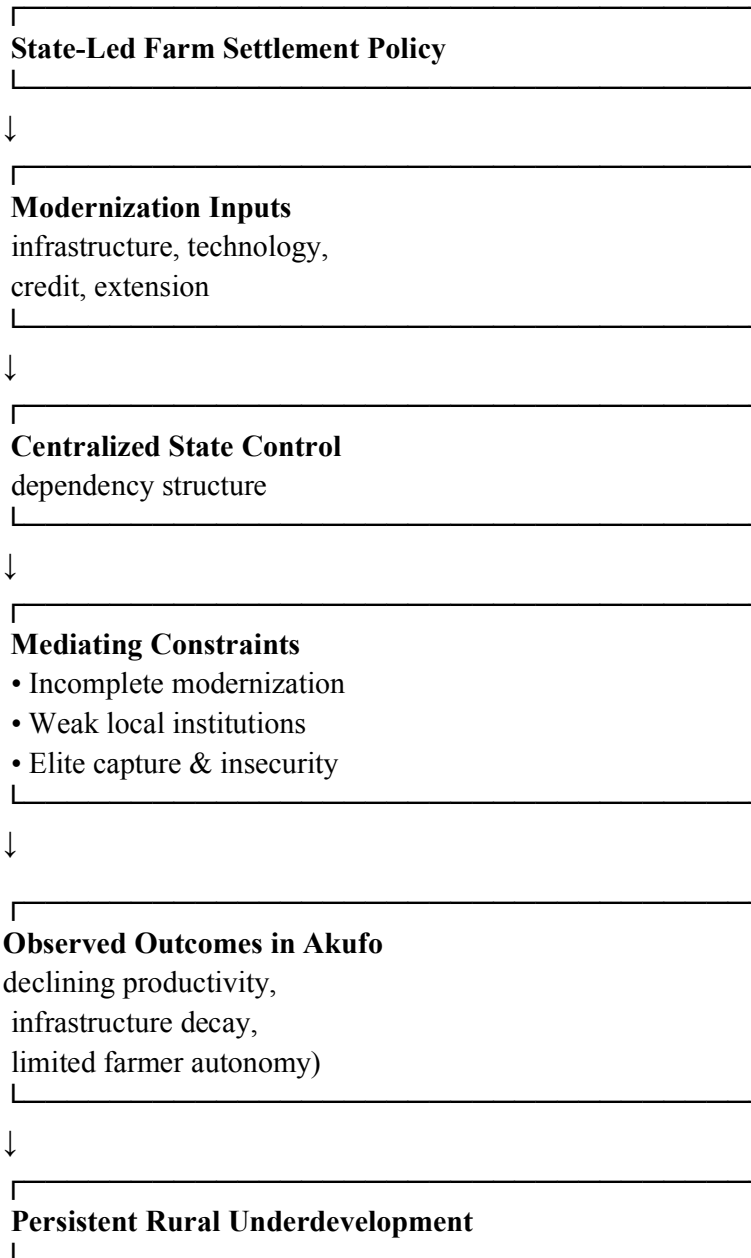 State-Led Farm Settlement Policy
↓
Modernization Inputs
infrastructure, technology,
credit, extension
↓
Centralized State Control
dependency structure
↓
Mediating Constraints
• Incomplete modernization
• Weak local institutions
• Elite capture & insecurity
↓
Observed Outcomes in Akufo
declining productivity,
infrastructure decay,
limited farmer autonomy)
↓
Persistent Rural Underdevelopment